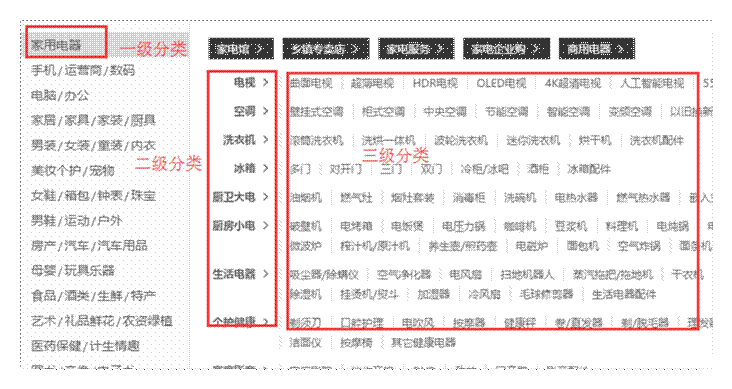 家用电器
一级分类
手机/运营商/数码
电脑/办公
家居/家具/家装/厨具
男装/女装/童装/内衣
美妆个护/宠物
二级分类
女鞋/箱包/钟表/珠宝
男鞋/运动/户外
房产/汽车/汽车用品
母婴/玩具乐器
食品/酒类/生鲜/特产
艺术/礼品鲜花/农资绿植
医药保健/计生情趣
家电馆 > 乡镇专卖店 > 家电服务 > 家电企业购 > 商用电器 >
电视 > 曲面电视 超薄电视 HDR电视 OLED电视 4K超清电视 人工智能电视 55
空调 > 壁挂式空调 柜式空调 中央空调 节能空调 智能空调 变频空调 以旧换新
洗衣机 > 滚筒洗衣机 洗烘一体机 波轮洗衣机 迷你洗衣机 烘干机 洗衣机配件
三级分类
冰箱 > 多门 对开门 三门 双门 冷柜/冰吧 酒柜 冰箱配件
厨卫大电 > 油烟机 燃气灶 烟灶套装 消毒柜 洗碗机 电热水器 燃气热水器 嵌入
厨房小电 > 破壁机 电烤箱 电饭煲 电压力锅 咖啡机 豆浆机 料理机 电炖锅
微波炉 榨汁机/原汁机 养生壶/煎药壶 电磁炉 面包机 空气炸锅 面条机
生活电器 > 吸尘器/除螨仪 空气净化器 电风扇 扫地机器人 蒸汽拖把/拖地机 干衣机
除湿机 挂烫机/熨斗 加湿器 冷风扇 毛球修剪器 生活电器配件
个护健康 > 剃须刀 口腔护理 电吹风 按摩器 健康秤 卷/直发器 剃/脱毛器 理发
洁面仪 按摩椅 其它健康电器